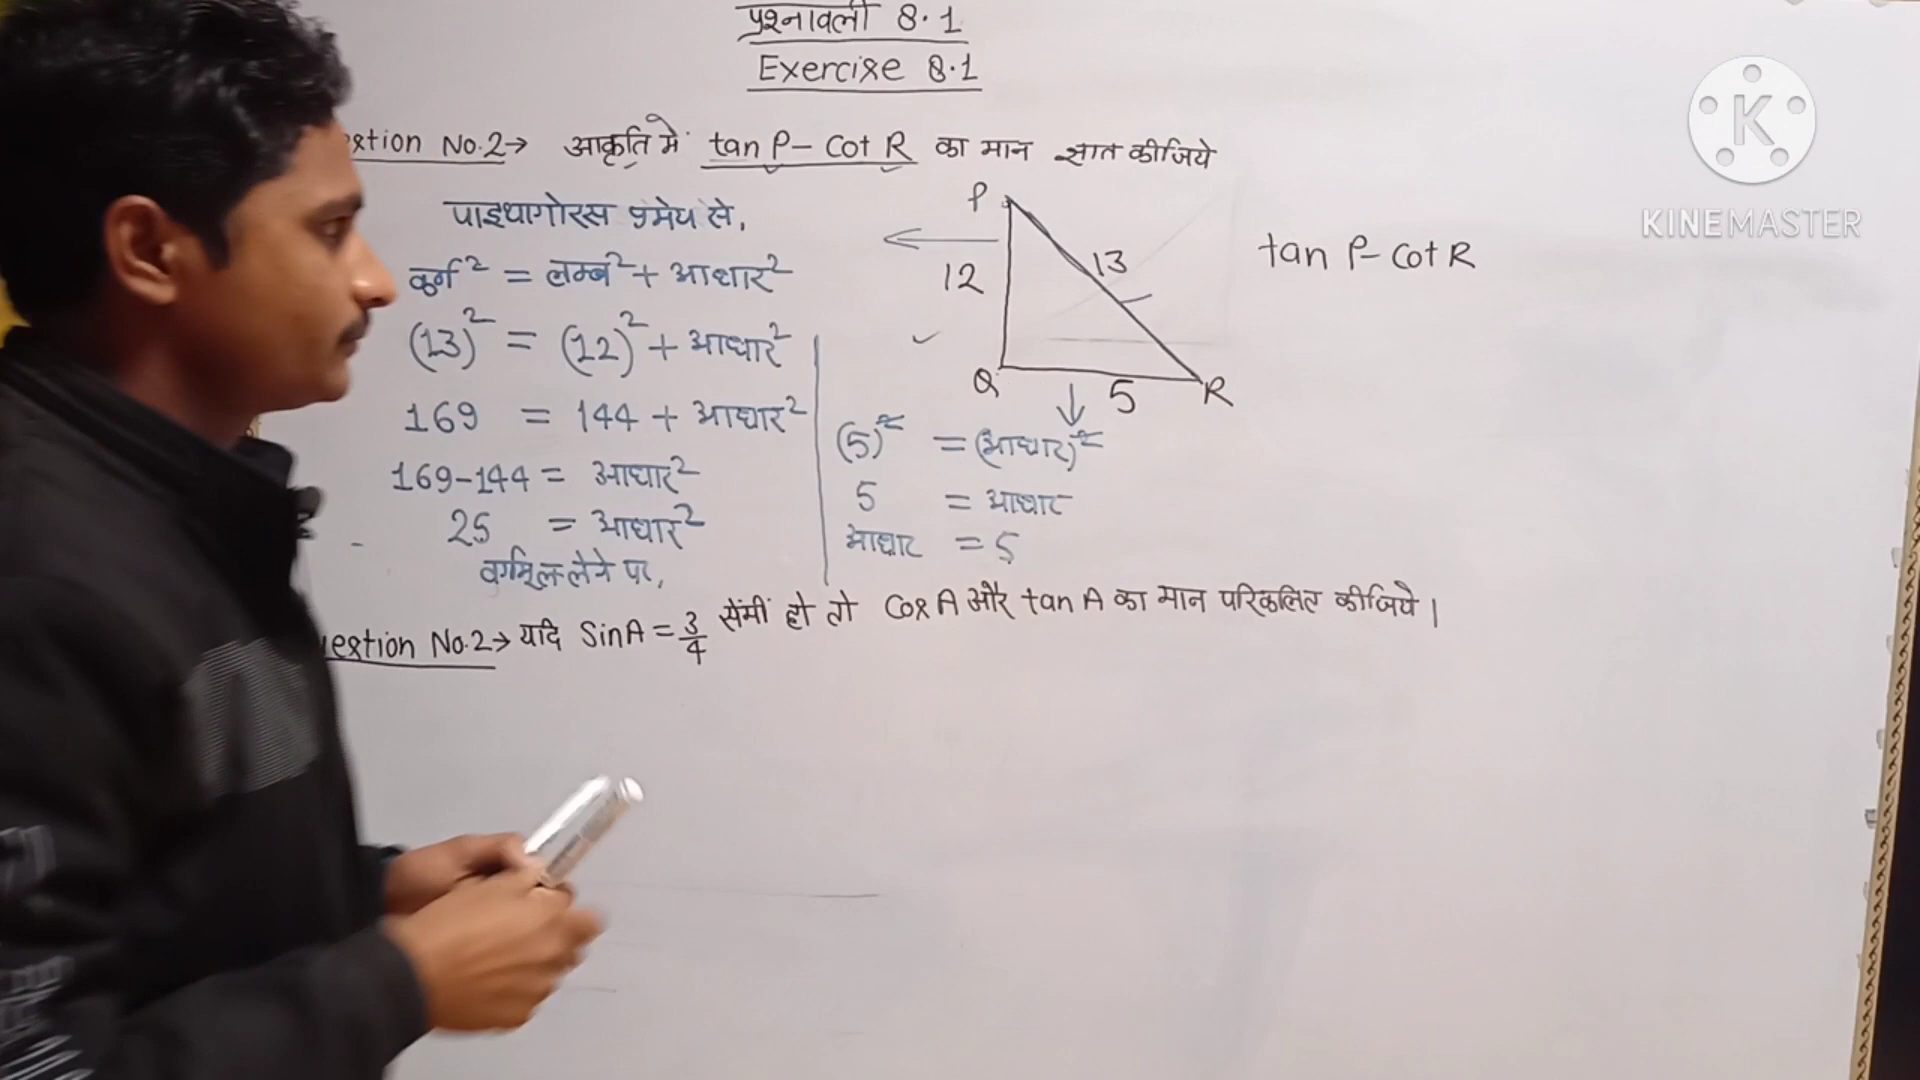 प्रश्नावली 8.1
Exercise 8.1
stion No.2→ आकृति में tan P – Cot R का मान ज्ञात कीजिये
पाइथागोरस प्रमेय से,
कर्ण² = लम्ब² + आधार²
(13)² = (12)² + आधार²
169 = 144 + आधार²
169-144 = आधार²
25 = आधार²
वर्गमूल लेने पर,
P
12
13
Q
5
R
tan P – Cot R
(5)² = (आधार)²
5 = आधार
आधार = 5
uestion No.2→ यदि SinA = 3/4 सेंमीं हो तो Cos A और tan A का मान परिकलित कीजिये।
K
KINEMASTER